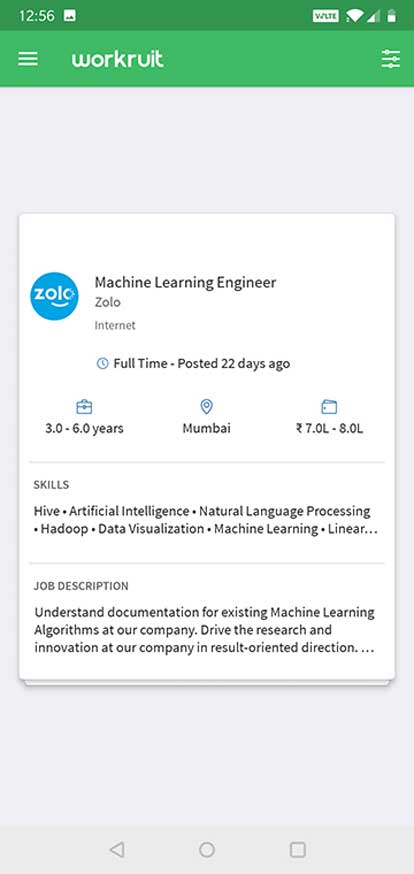 12:56
VoLTE
workruit
zolo
Machine Learning Engineer
Zolo
Internet
Full Time - Posted 22 days ago
3.0 - 6.0 years
Mumbai
₹ 7.0L - 8.0L
SKILLS
Hive • Artificial Intelligence • Natural Language Processing
• Hadoop • Data Visualization • Machine Learning • Linear...
JOB DESCRIPTION
Understand documentation for existing Machine Learning
Algorithms at our company. Drive the research and
innovation at our company in result-oriented direction. ...